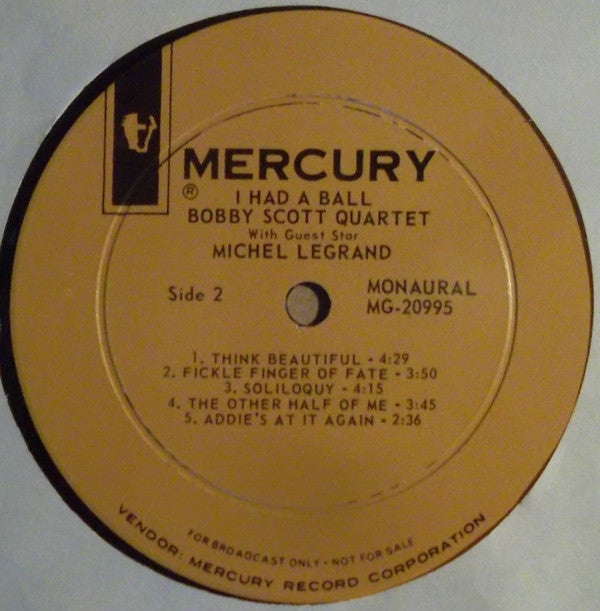 MERCURY
®
I HAD A BALL
BOBBY SCOTT QUARTET
With Guest Star
MICHEL LEGRAND
Side 2
MONAURAL
MG-20995
1. THINK BEAUTIFUL - 4:29
2. FICKLE FINGER OF FATE - 3:50
3. SOLILOQUY - 4:15
4. THE OTHER HALF OF ME - 3:45
5. ADDIE'S AT IT AGAIN - 2:36
FOR BROADCAST ONLY - NOT FOR SALE
VENDOR: MERCURY RECORD CORPORATION